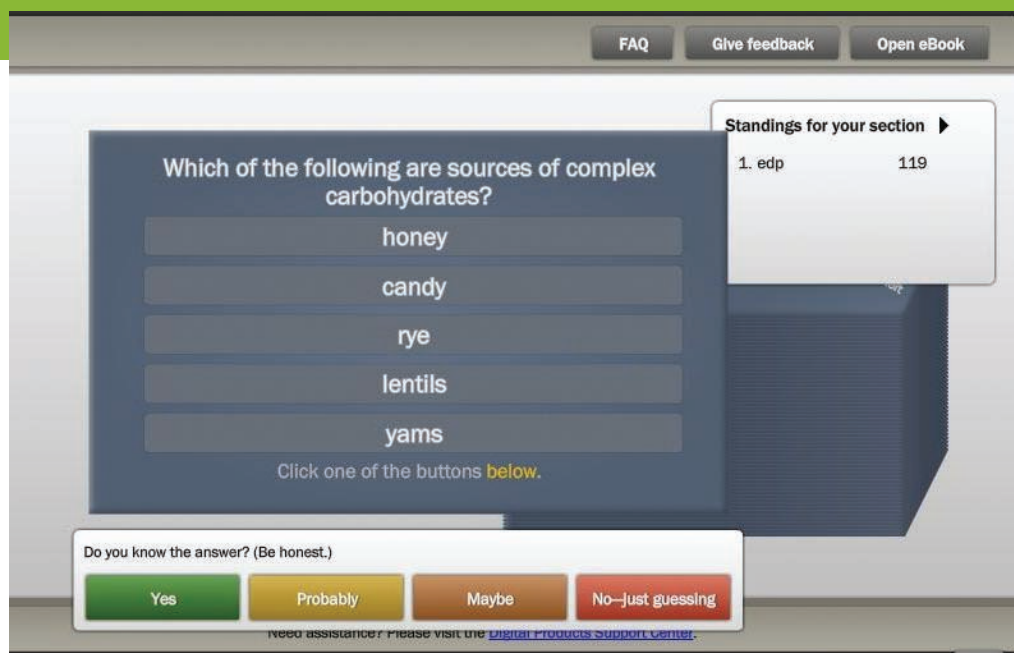 FAQ
Give feedback
Open eBook
Standings for your section
1. edp 119
Which of the following are sources of complex
carbohydrates?
honey
candy
rye
lentils
yams
Click one of the buttons below.
Do you know the answer? (Be honest.)
Yes
Probably
Maybe
No—just guessing
Need assistance? Please visit the Digital Products Support Center.